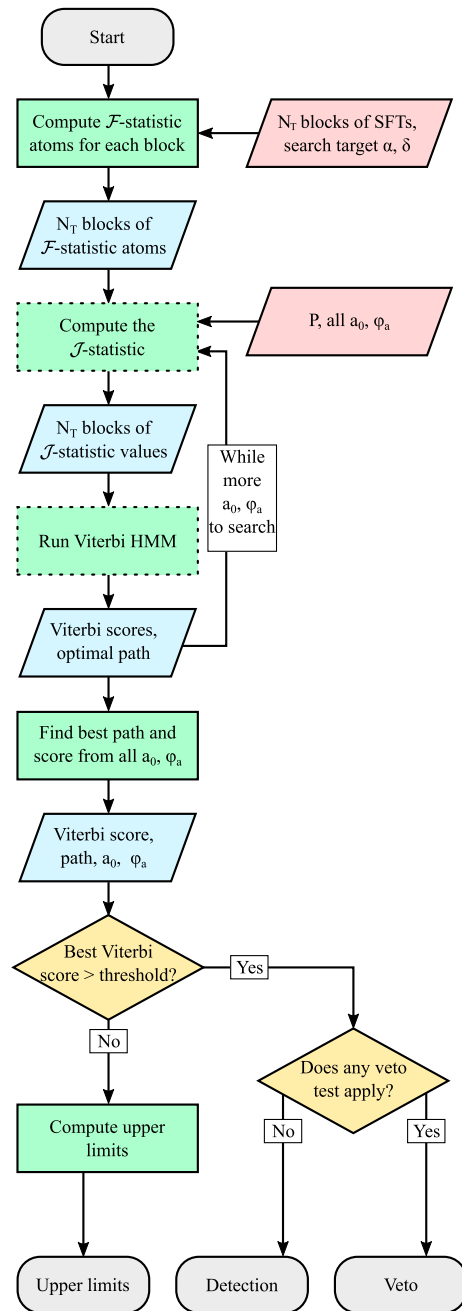 Start
Compute ℱ-statistic
atoms for each block
N_T blocks of SFTs,
search target α, δ
N_T blocks of
ℱ-statistic atoms
Compute the
𝒥-statistic
P, all a₀, φₐ
N_T blocks of
𝒥-statistic values
While
more
a₀, φₐ
to search
Run Viterbi HMM
Viterbi scores,
optimal path
Find best path and
score from all a₀, φₐ
Viterbi score,
path, a₀, φₐ
Best Viterbi
score > threshold?
Yes
No
Does any veto
test apply?
No
Yes
Compute upper
limits
Upper limits
Detection
Veto